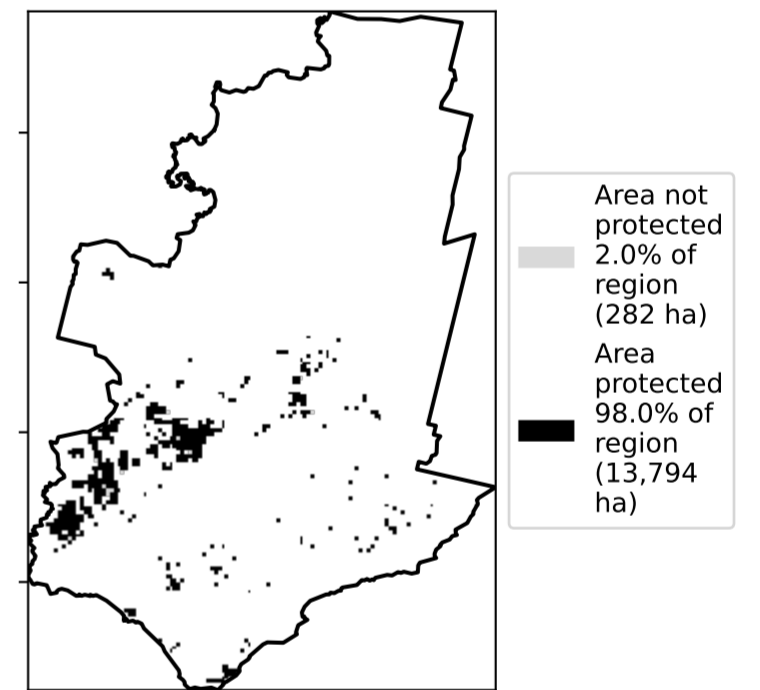 Area not
protected
2.0% of
region
(282 ha)
Area
protected
98.0% of
region
(13,794
ha)